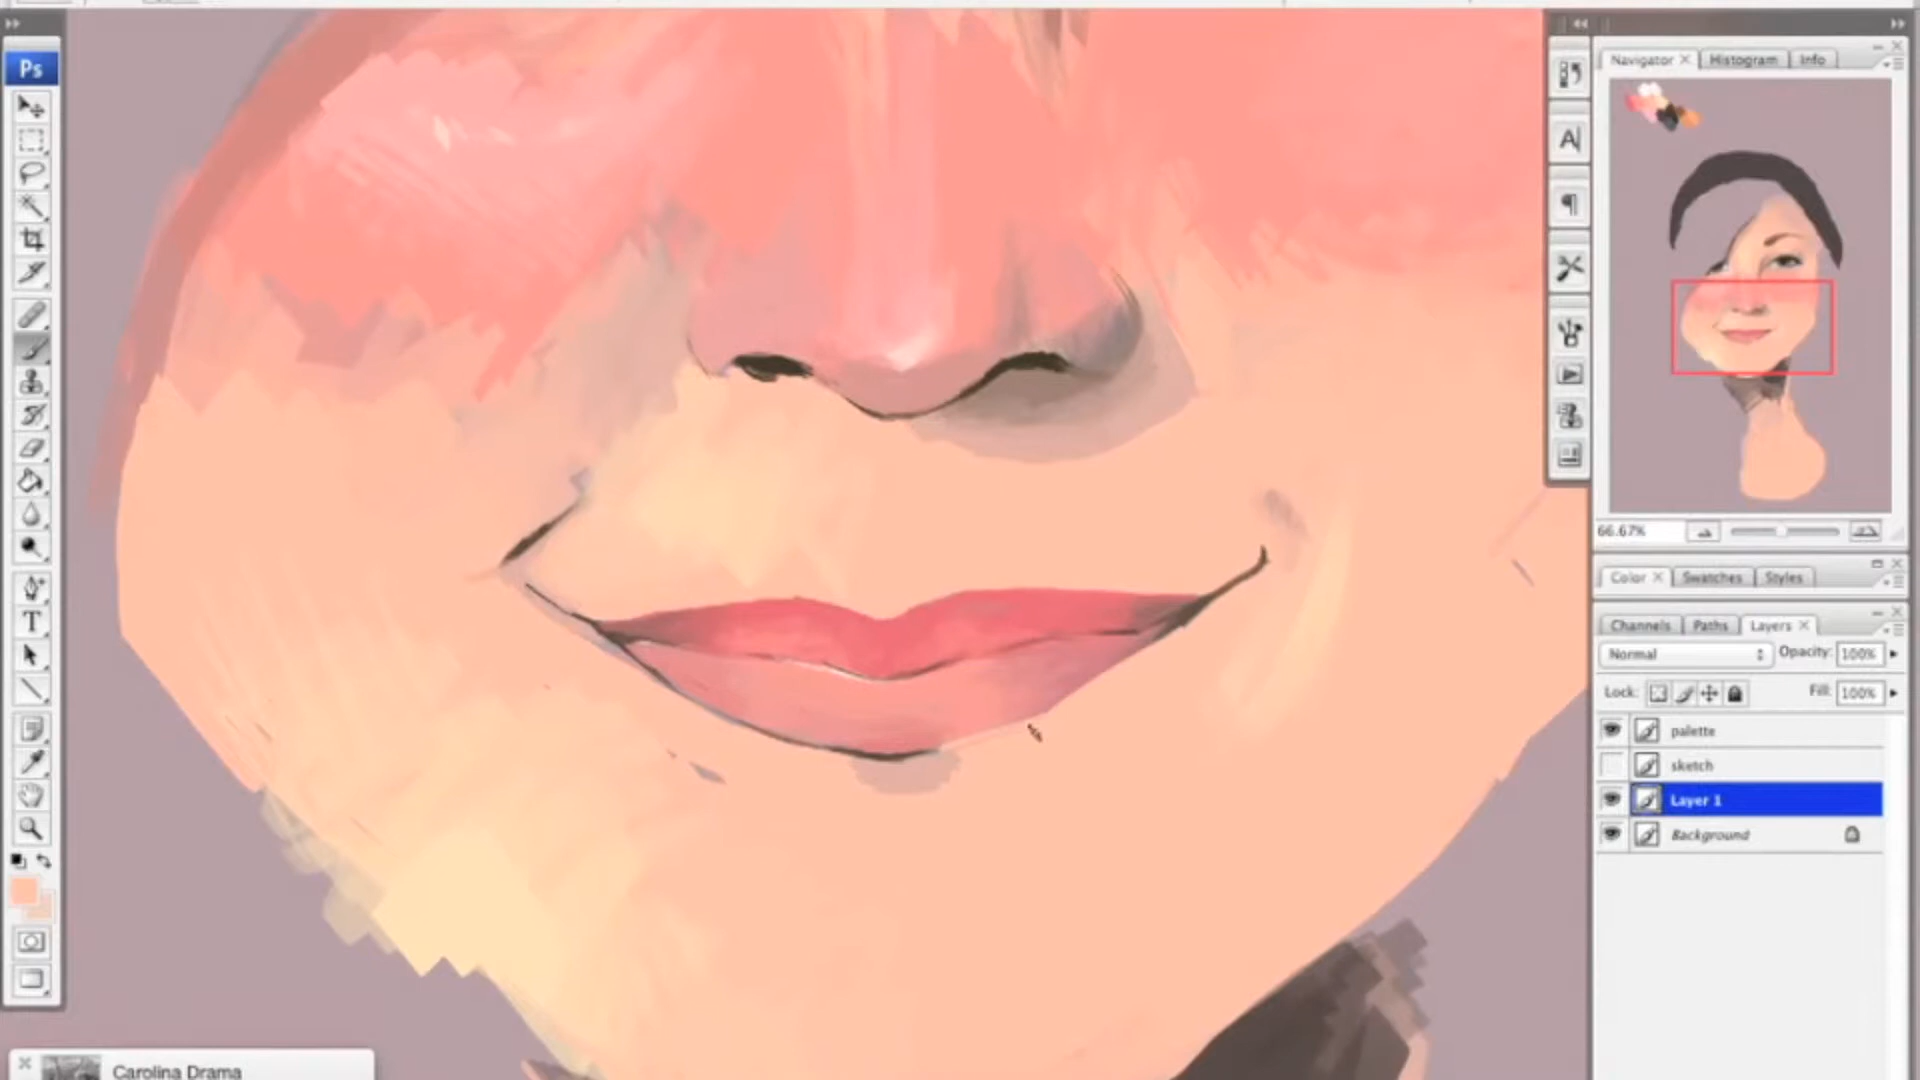 Ps
Navigator Histogram Info
A
¶
66.67%
Color Swatches Styles
Channels Paths Layers
Normal Opacity: 100%
Lock: Fill: 100%
palette
sketch
Layer 1
Background
T
Carolina Drama